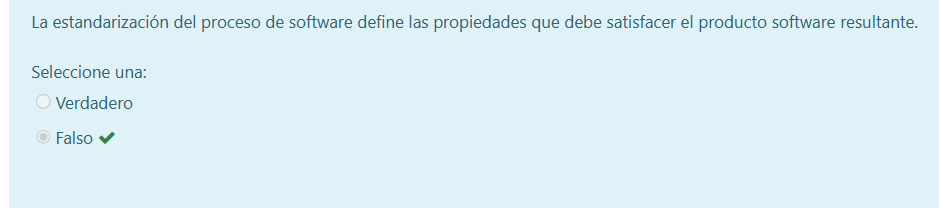 La estandarización del proceso de software define las propiedades que debe satisfacer el producto software resultante.
Seleccione una:
Verdadero
Falso